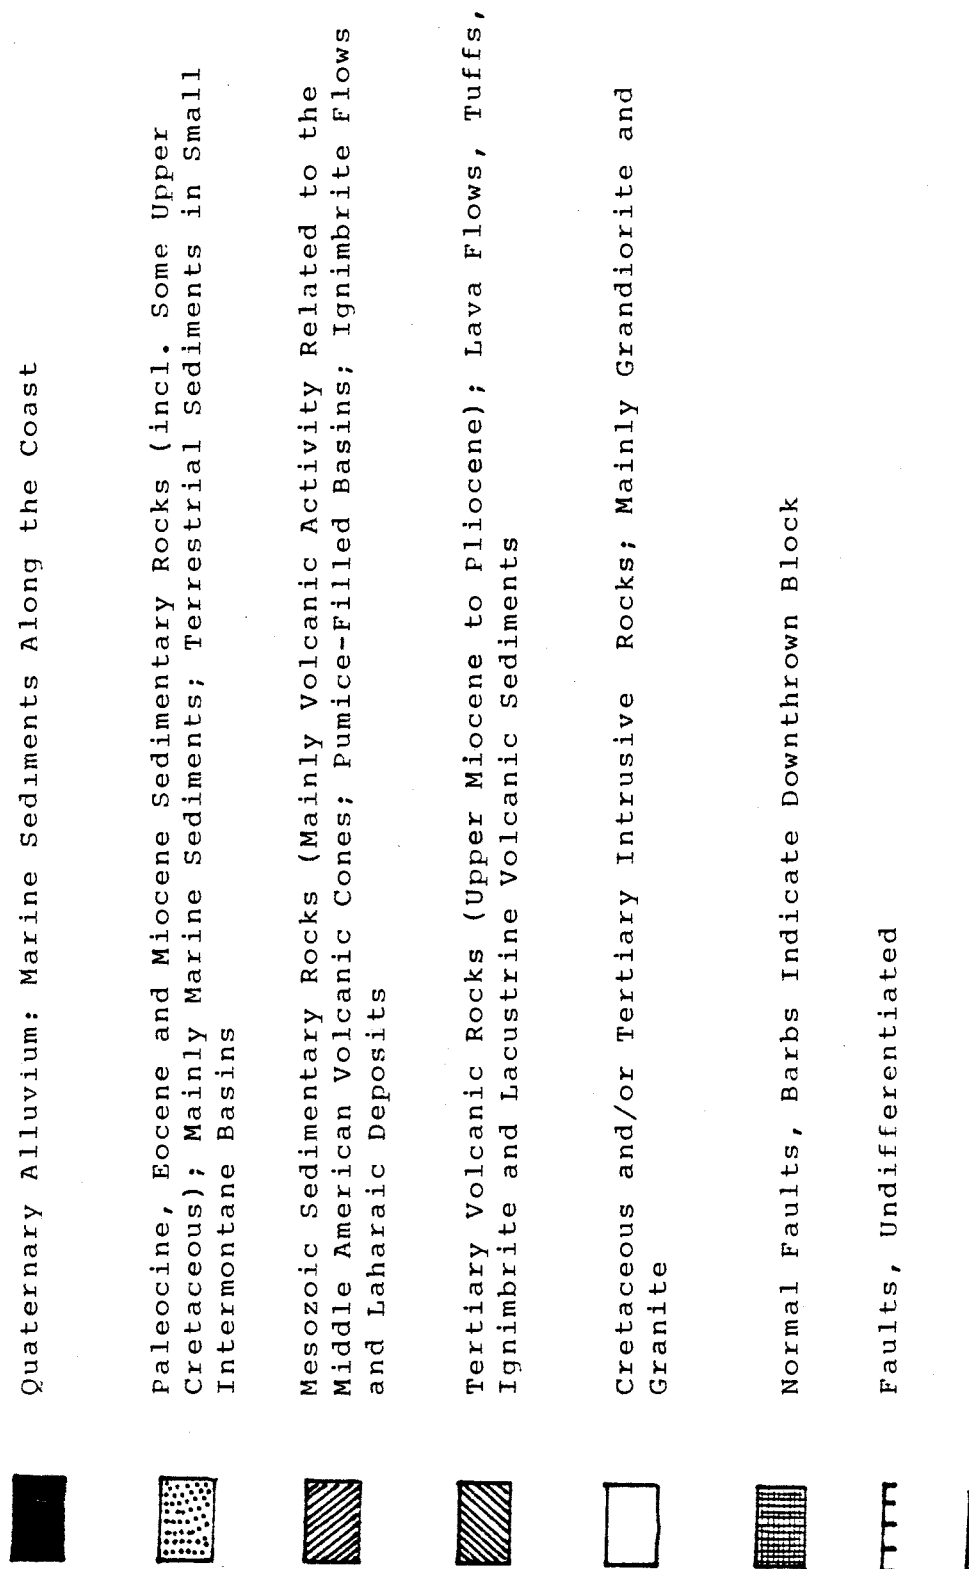 Quaternary Alluvium: Marine Sediments Along the Coast
Paleocine, Eocene and Miocene Sedimentary Rocks (incl. Some Upper
Cretaceous); Mainly Marine Sediments; Terrestrial Sediments in Small
Intermontane Basins
Mesozoic Sedimentary Rocks (Mainly Volcanic Activity Related to the
Middle American Volcanic Cones; Pumice-Filled Basins; Ignimbrite Flows
and Laharaic Deposits
Tertiary Volcanic Rocks (Upper Miocene to Pliocene); Lava Flows, Tuffs,
Ignimbrite and Lacustrine Volcanic Sediments
Cretaceous and/or Tertiary Intrusive Rocks; Mainly Grandiorite and
Granite
Normal Faults, Barbs Indicate Downthrown Block
Faults, Undifferentiated